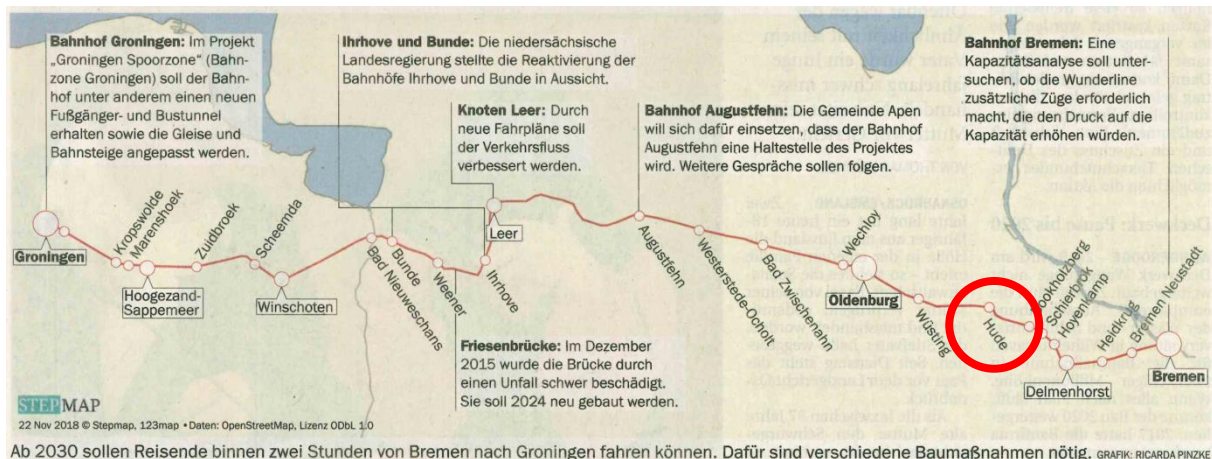 Bahnhof Groningen: Im Projekt
„Groningen Spoorzone“ (Bahn-
zone Groningen) soll der Bahn-
hof unter anderem einen neuen
Fußgänger- und Bustunnel
erhalten sowie die Gleise und
Bahnsteige angepasst werden.
Ihrhove und Bunde: Die niedersächsische
Landesregierung stellte die Reaktivierung der
Bahnhöfe Ihrhove und Bunde in Aussicht.
Knoten Leer: Durch
neue Fahrpläne soll
der Verkehrsfluss
verbessert werden.
Bahnhof Augustfehn: Die Gemeinde Apen
will sich dafür einsetzen, dass der Bahnhof
Augustfehn eine Haltestelle des Projektes
wird. Weitere Gespräche sollen folgen.
Bahnhof Bremen: Eine
Kapazitätsanalyse soll unter-
suchen, ob die Wunderline
zusätzliche Züge erforderlich
macht, die den Druck auf die
Kapazität erhöhen würden.
Groningen
Kropswolde
Marenshoek
Hoogezand-
Sappemeer
Zuidbroek
Scheemda
Winschoten
Bad Nieuweschans
Bunde
Weener
Ihrhove
Leer
Augustfehn
Westerstede-Ocholt
Bad Zwischenahn
Wechloy
Oldenburg
Wüsting
Hude
Bookholzberg
Schierbrok
Hoyenkamp
Delmenhorst
Heidkrug
Bremen Neustadt
Bremen
Friesenbrücke: Im Dezember
2015 wurde die Brücke durch
einen Unfall schwer beschädigt.
Sie soll 2024 neu gebaut werden.
STEPMAP
22 Nov 2018 © Stepmap, 123map • Daten: OpenStreetMap, Lizenz ODbL 1.0
Ab 2030 sollen Reisende binnen zwei Stunden von Bremen nach Groningen fahren können. Dafür sind verschiedene Baumaßnahmen nötig. GRAFIK: RICARDA PINZKE